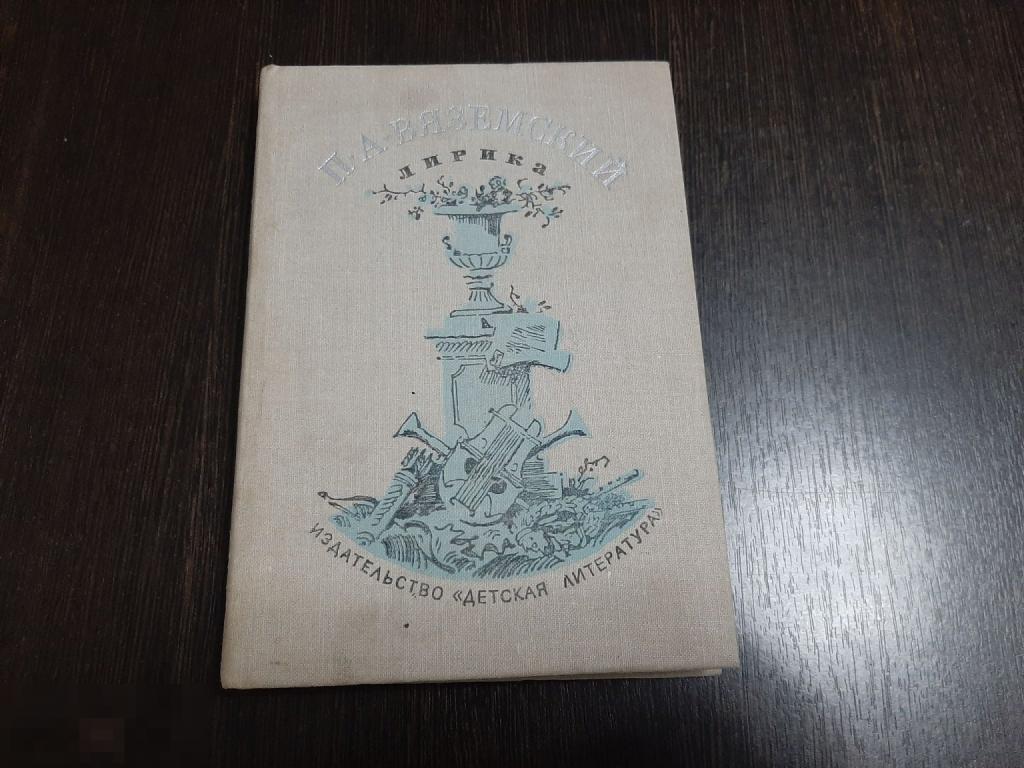 П. А. ВЯЗЕМСКИЙ
лирика
ИЗДАТЕЛЬСТВО «ДЕТСКАЯ ЛИТЕРАТУРА»